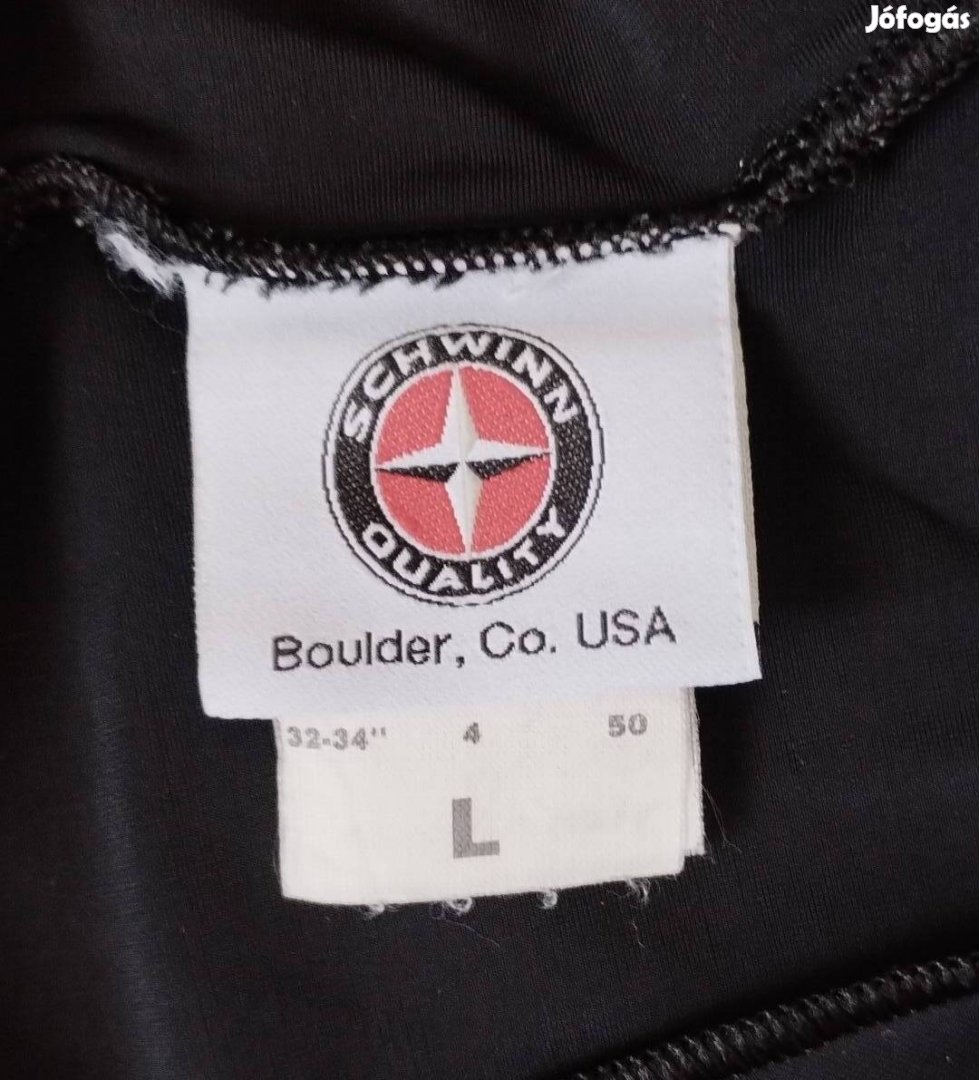 Jófogás
SCHWINN
QUALITY
Boulder, Co. USA
32-34" 4 50
L